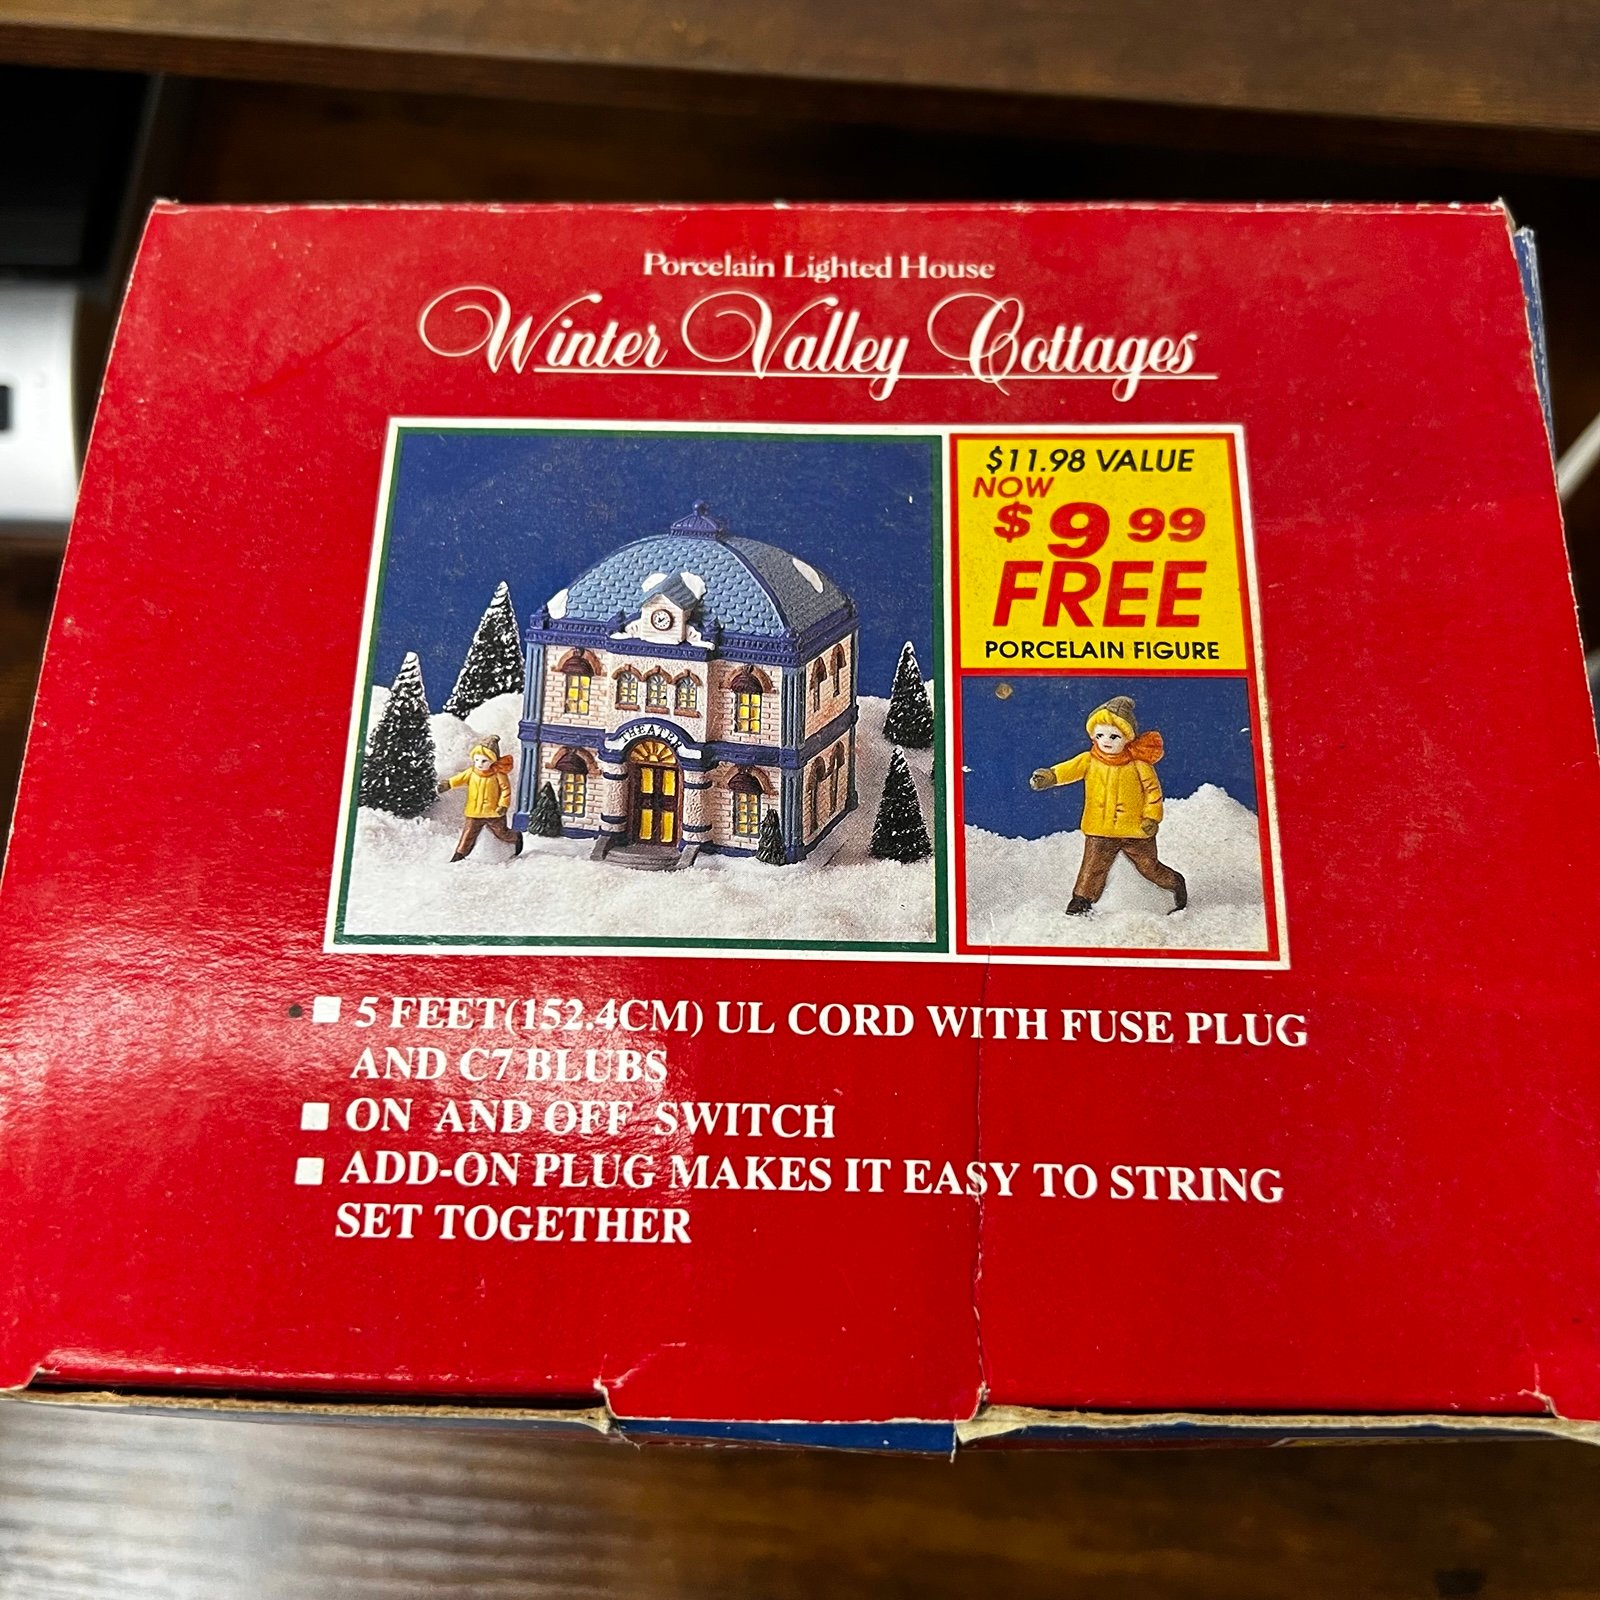 Porcelain Lighted House
Winter Valley Cottages
$11.98 VALUE
NOW
$9 99
FREE
PORCELAIN FIGURE
THEATER
■ 5 FEET(152.4CM) UL CORD WITH FUSE PLUG
AND C7 BLUBS
■ ON AND OFF SWITCH
■ ADD-ON PLUG MAKES IT EASY TO STRING
SET TOGETHER